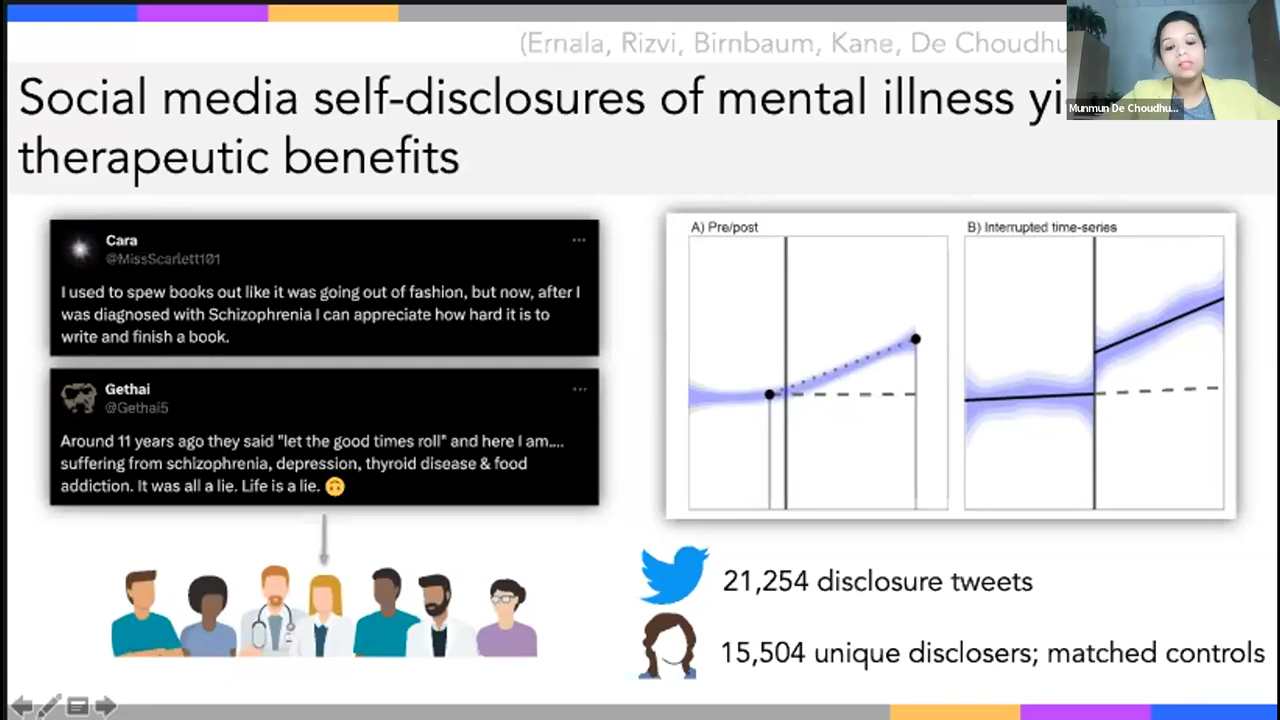 (Ernala, Rizvi, Birnbaum, Kane, De Choudhu
Munmun De Choudhu...
Social media self-disclosures of mental illness yi
therapeutic benefits
Cara
@MissScarlett101
I used to spew books out like it was going out of fashion, but now, after I
was diagnosed with Schizophrenia I can appreciate how hard it is to
write and finish a book.
Gethai
@Gethai5
Around 11 years ago they said "let the good times roll" and here I am....
suffering from schizophrenia, depression, thyroid disease & food
addiction. It was all a lie. Life is a lie. 🙃
A) Pre/post
B) Interrupted time-series
21,254 disclosure tweets
15,504 unique disclosers; matched controls